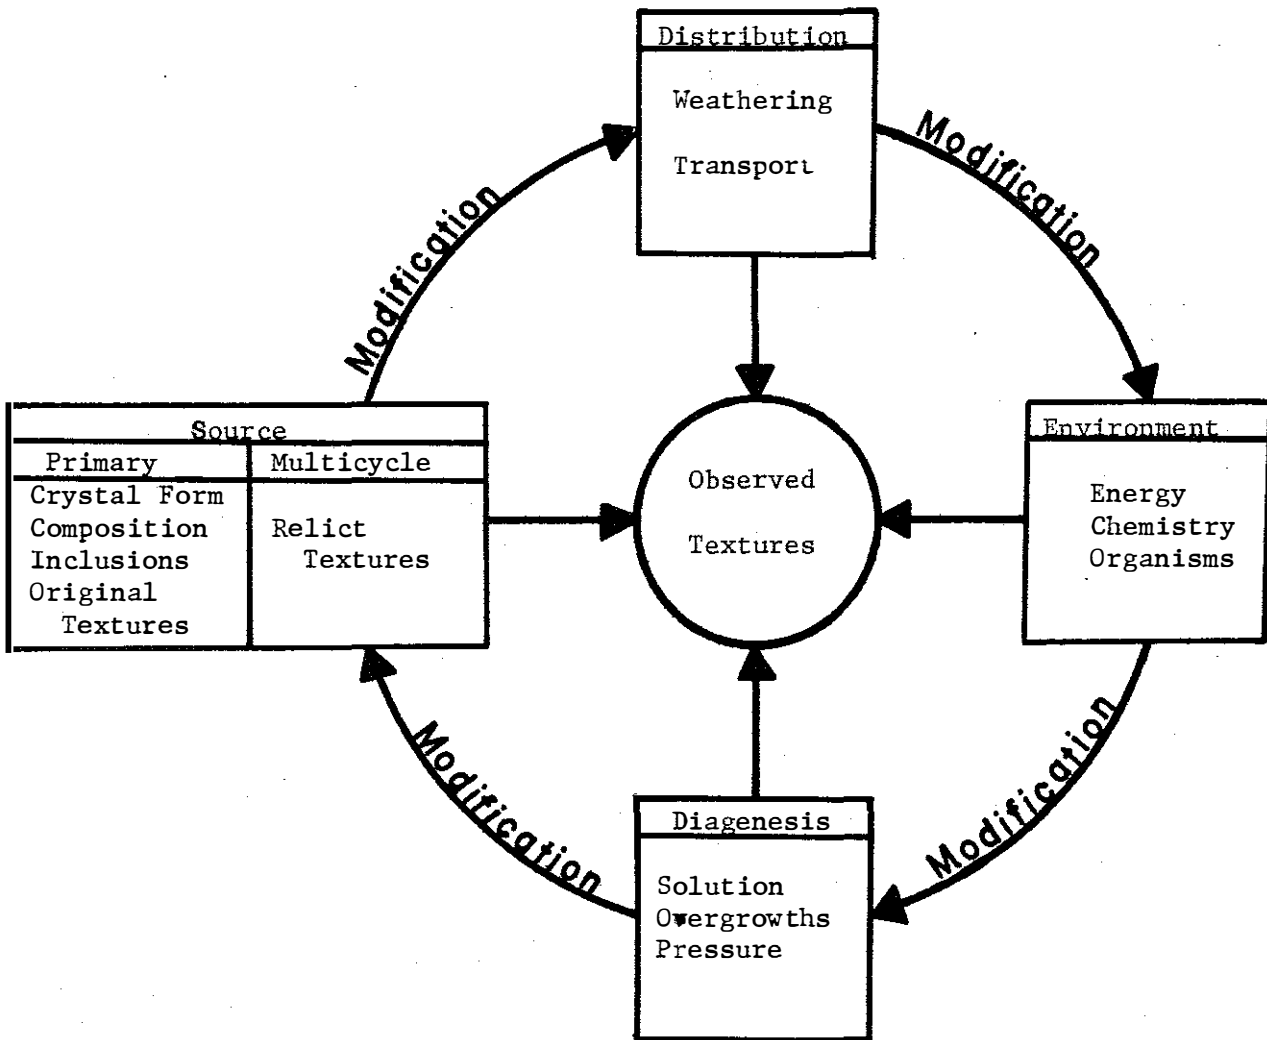 Distribution
Weathering
Transport
Modification
Modification
Source
Primary
Multicycle
Crystal Form
Composition
Inclusions
Original
Textures
Relict
Textures
Observed
Textures
Environment
Energy
Chemistry
Organisms
Modification
Modification
Diagenesis
Solution
Overgrowths
Pressure